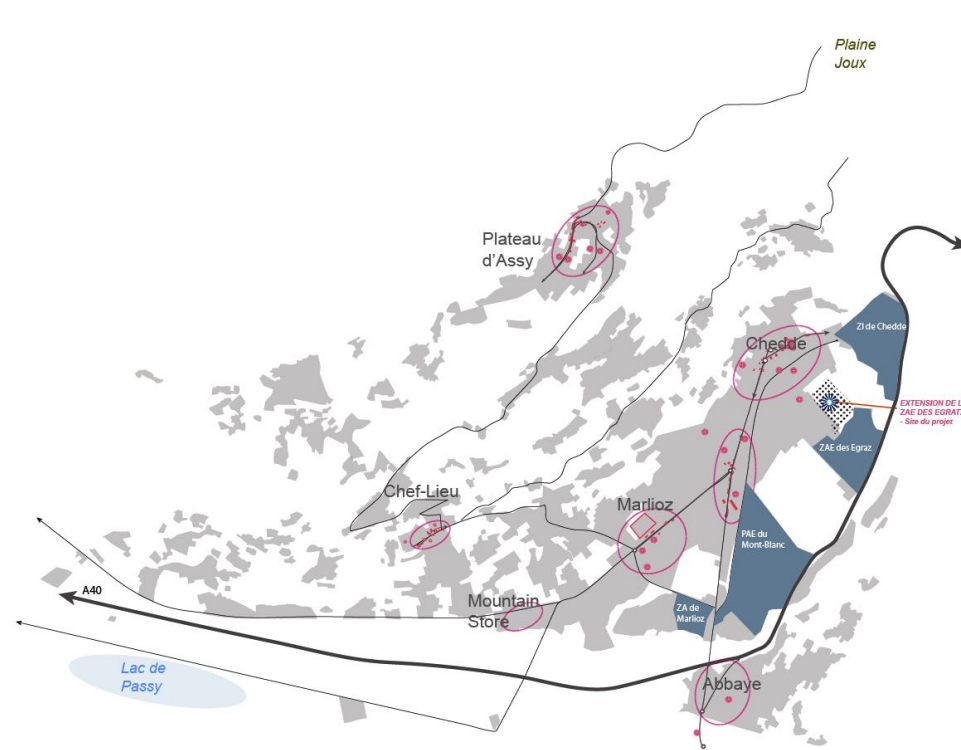 Plaine
Joux
Plateau
d'Assy
ZI de Chedde
Chedde
EXTENSION DE L
ZAE DES EGRATZ
- Site du projet
ZAE des Egraz
Chef-Lieu
Marlioz
PAE du
Mont-Blanc
A40
Mountain
Store
ZA de
Marlioz
Lac de
Passy
Abbaye